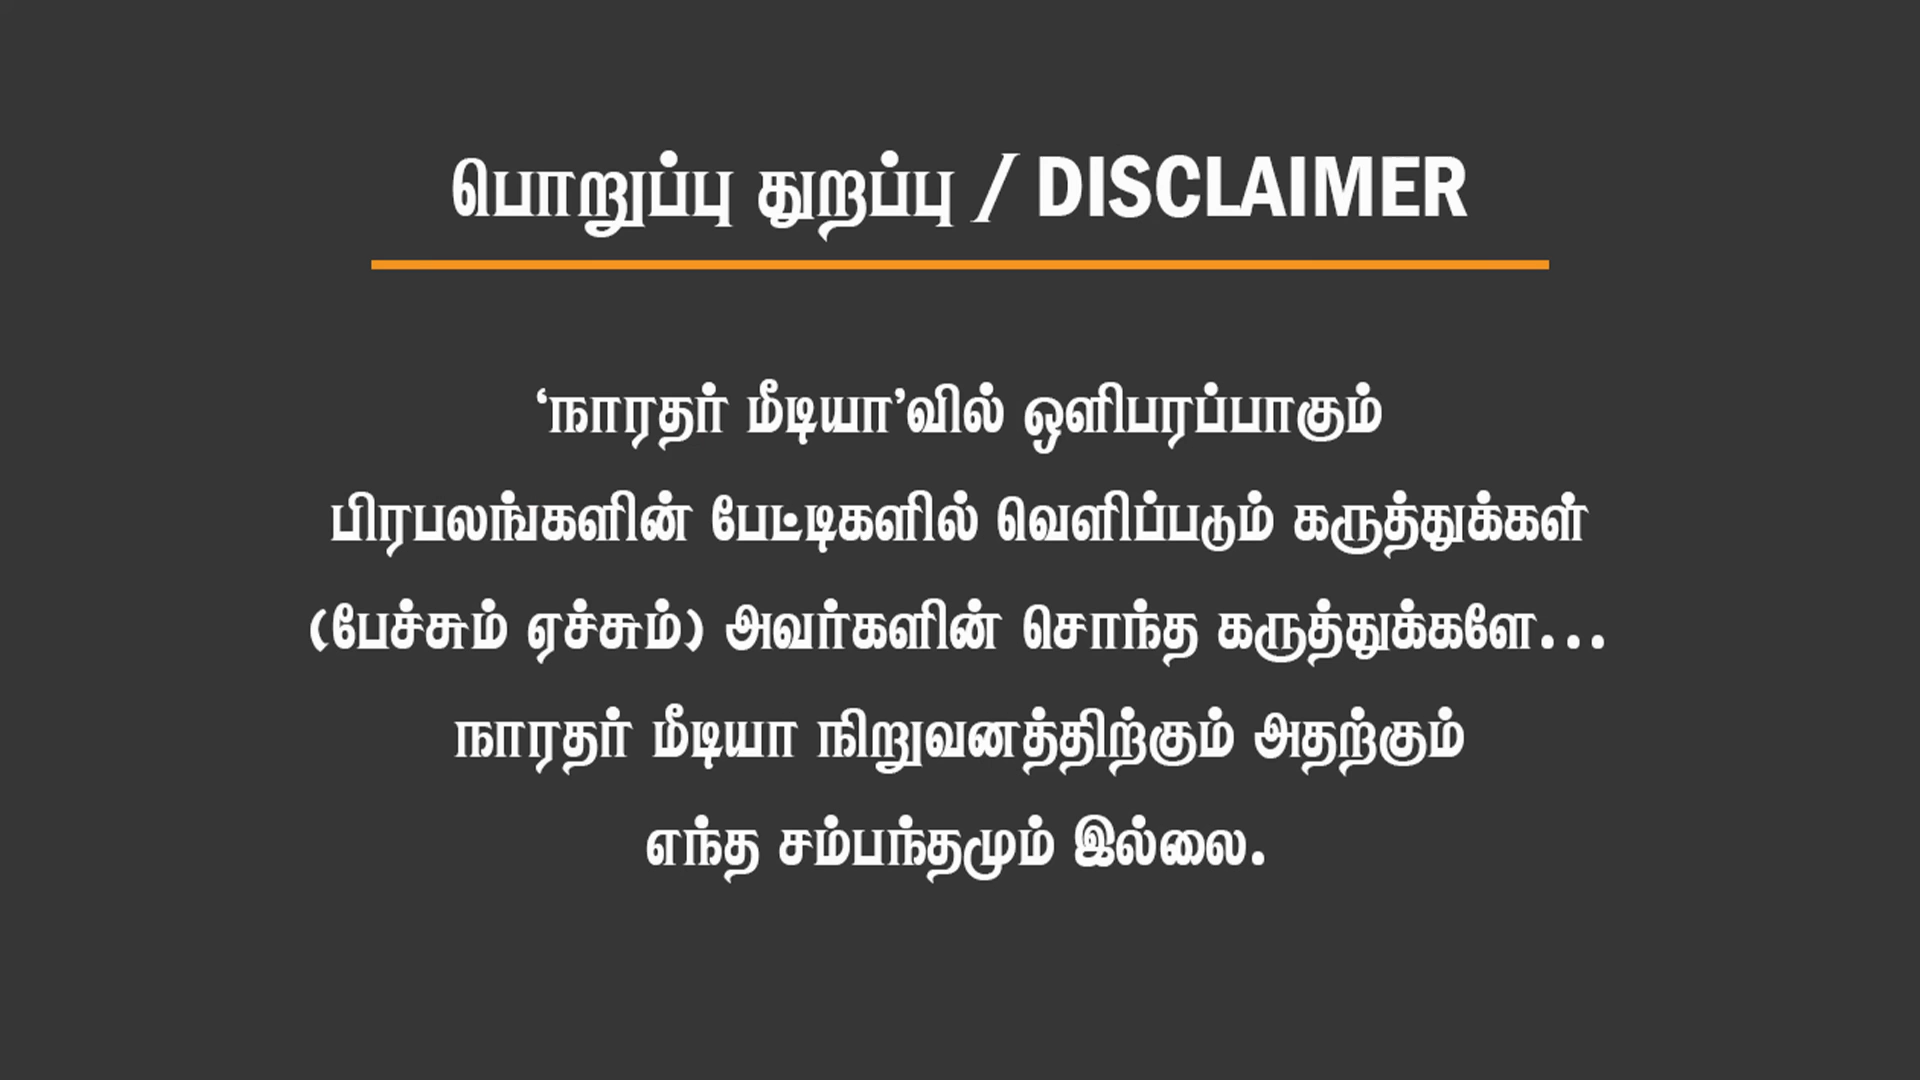 பொறுப்பு துறப்பு / DISCLAIMER
‘நாரதர் மீடியா’வில் ஒளிபரப்பாகும்
பிரபலங்களின் பேட்டிகளில் வெளிப்படும் கருத்துக்கள்
(பேச்சும் ஏச்சும்) அவர்களின் சொந்த கருத்துக்களே...
நாரதர் மீடியா நிறுவனத்திற்கும் அதற்கும்
எந்த சம்பந்தமும் இல்லை.